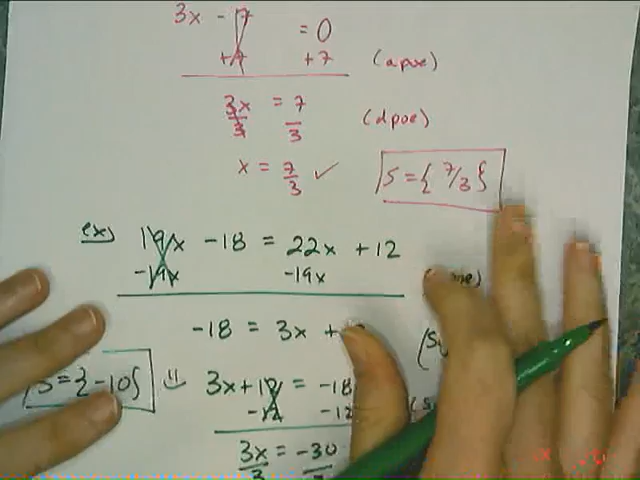 3x - 7 = 0
+7 +7 (apoe)
3x = 7
3 3 (dpoe)
x = 7/3 ✓ S = { 7/3 }
ex) 19x - 18 = 22x + 12
-19x -19x
-18 = 3x +
S = {-10} 3x + 12 = -18
-12 -12
3x = -30
3